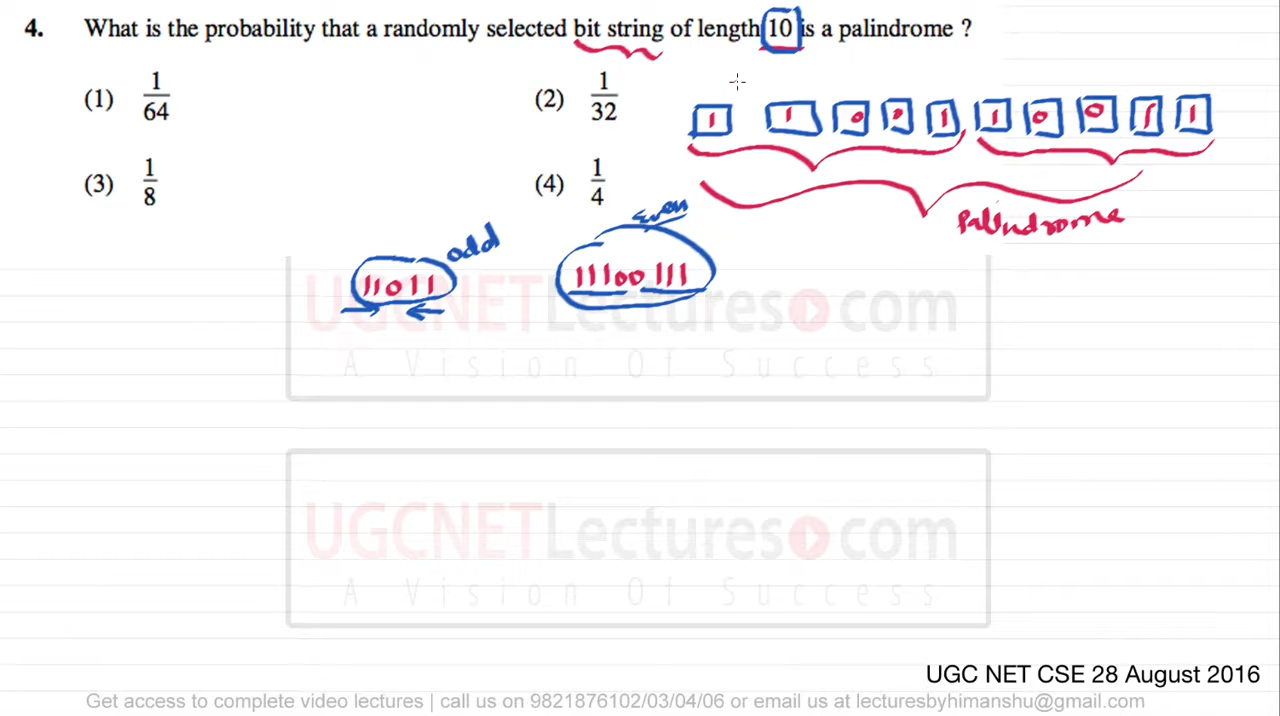 4. What is the probability that a randomly selected bit string of length 10 is a palindrome ?
(1) 1/64
(2) 1/32
1 1 0 0 1 1 0 0 1 1
(3) 1/8
(4) 1/4
Palindrome
odd
even
11011
11100111
UGCNETLectures.com
A Vision Of Success
UGCNETLectures.com
A Vision Of Success
UGC NET CSE 28 August 2016
Get access to complete video lectures | call us on 9821876102/03/04/06 or email us at lecturesbyhimanshu@gmail.com